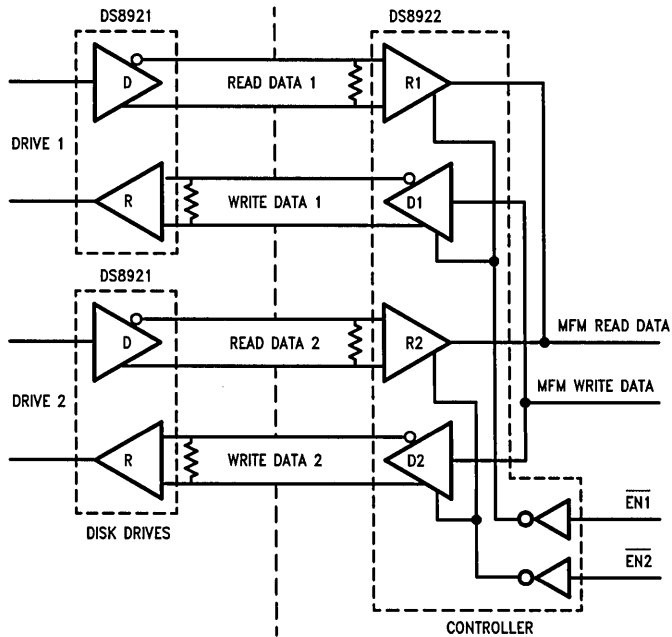 DS8921
DS8922
D
READ DATA 1
R1
DRIVE 1
R
WRITE DATA 1
D1
DS8921
D
READ DATA 2
R2
MFM READ DATA
MFM WRITE DATA
DRIVE 2
R
WRITE DATA 2
D2
EN1
EN2
DISK DRIVES
CONTROLLER